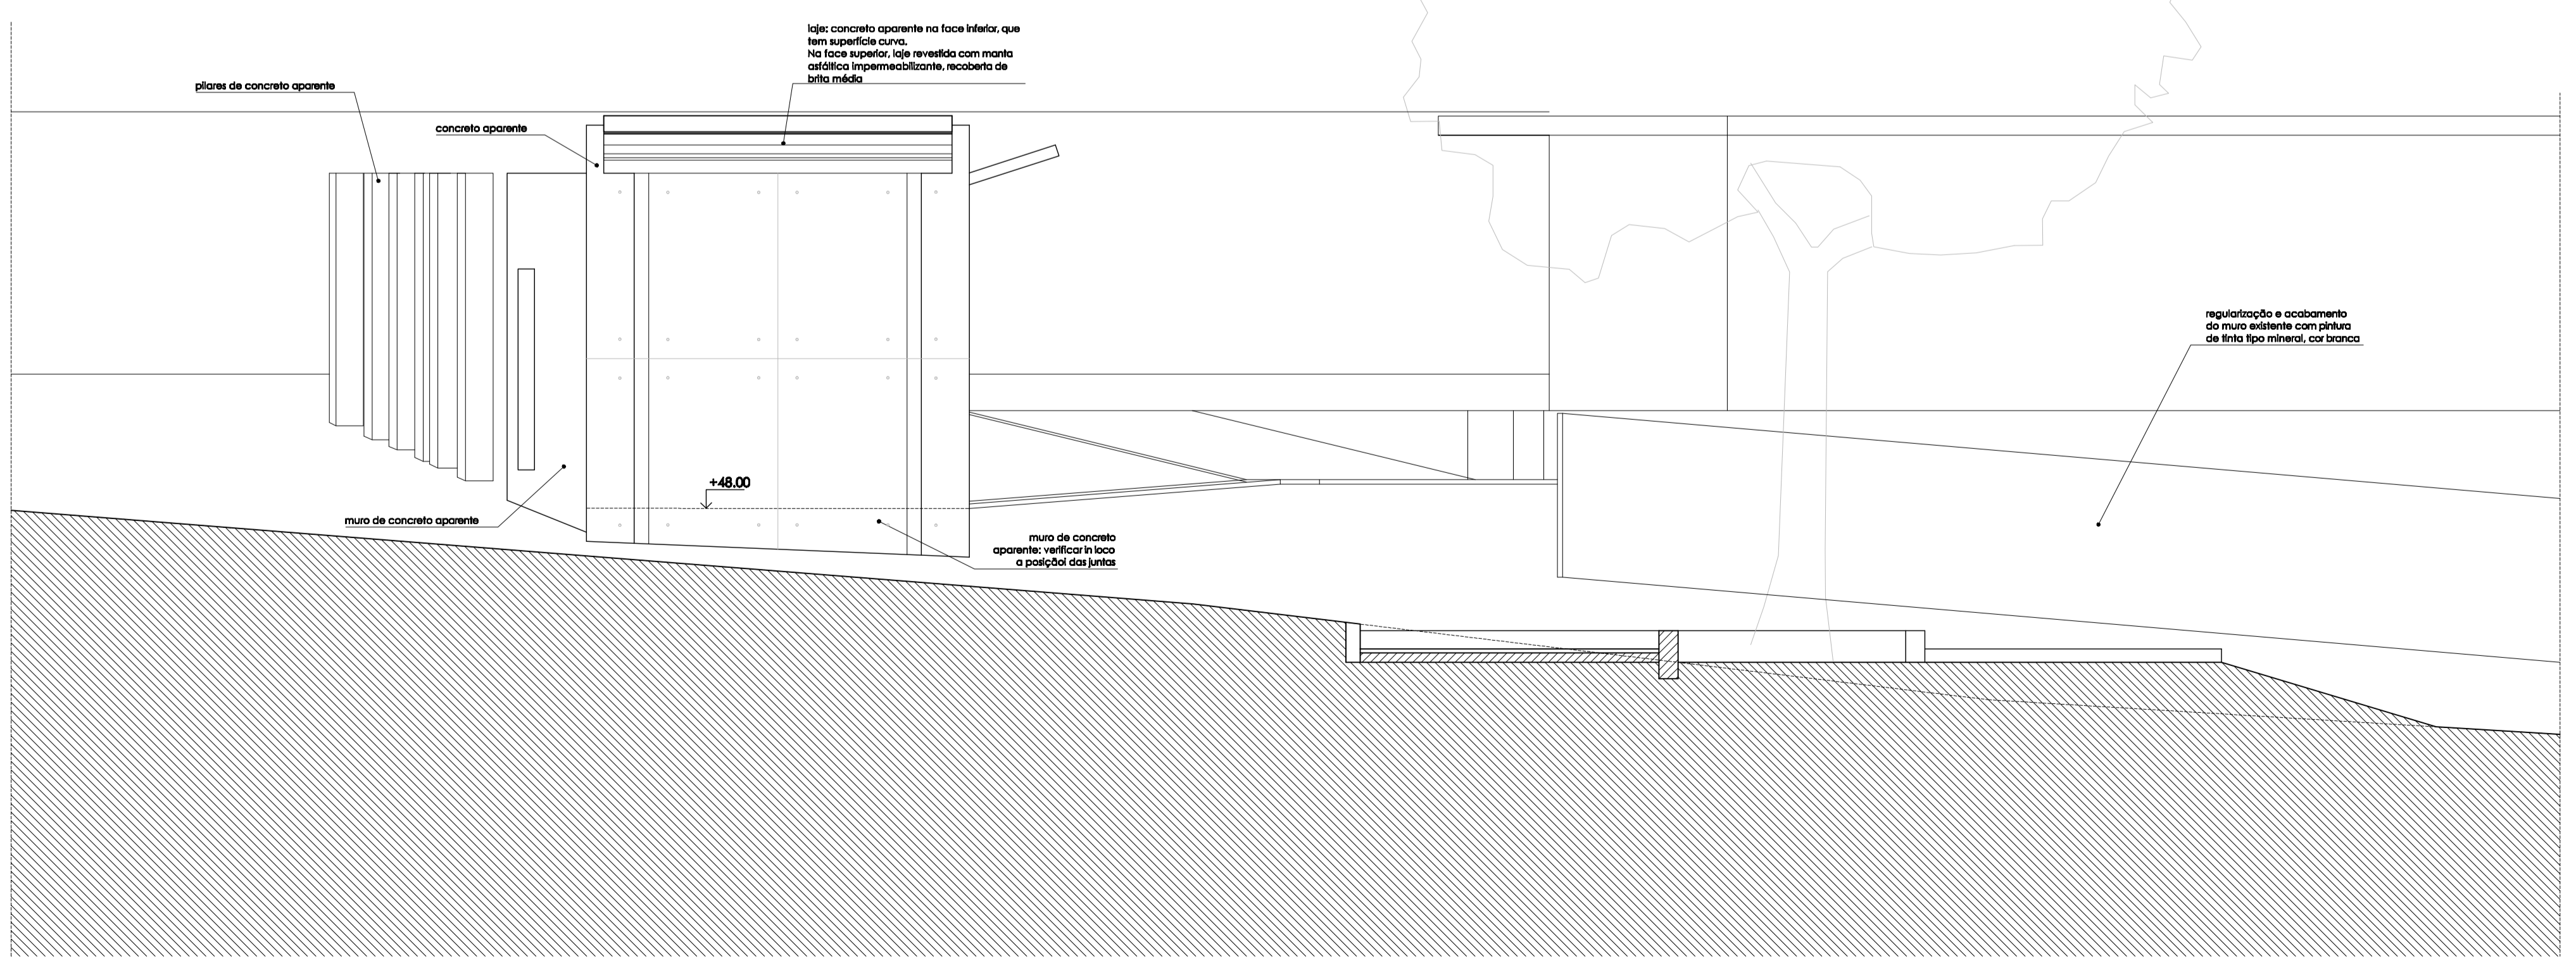 laje: concreto aparente na face inferior, que
tem superfície curva.
Na face superior, laje revestida com manta
asfáltica impermeabilizante, recoberta de
brita média
pilares de concreto aparente
concreto aparente
regularização e acabamento
do muro existente com pintura
de tinta tipo mineral, cor branca
+48.00
muro de concreto aparente
muro de concreto
aparente: verificar in loco
a posiçãoi das juntas